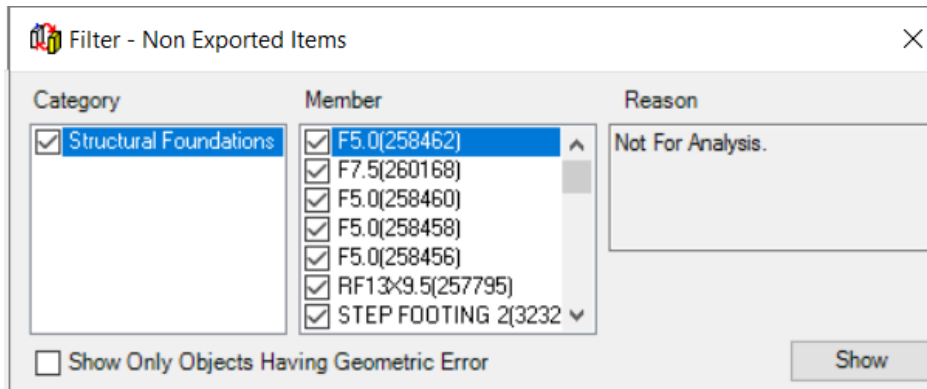 Filter - Non Exported Items
Category
Member
Reason
Structural Foundations
F5.0(258462)
F7.5(260168)
F5.0(258460)
F5.0(258458)
F5.0(258456)
RF13X9.5(257795)
STEP FOOTING 2(3232
Not For Analysis.
Show Only Objects Having Geometric Error
Show